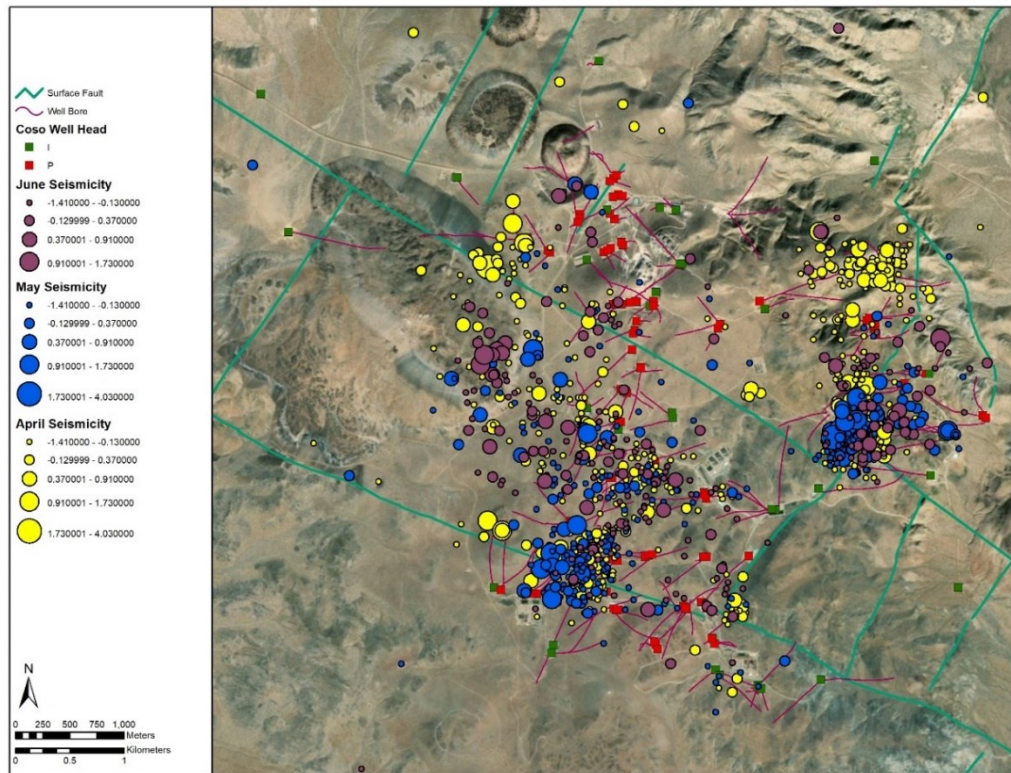 Surface Fault
Well Bore
Coso Well Head
I
P
June Seismicity
-1.410000 - -0.130000
-0.129999 - 0.370000
0.370001 - 0.910000
0.910001 - 1.730000
May Seismicity
-1.410000 - -0.130000
-0.129999 - 0.370000
0.370001 - 0.910000
0.910001 - 1.730000
1.730001 - 4.030000
April Seismicity
-1.410000 - -0.130000
-0.129999 - 0.370000
0.370001 - 0.910000
0.910001 - 1.730000
1.730001 - 4.030000
N
0 250 500 750 1,000
Meters
Kilometers
0 0.5 1